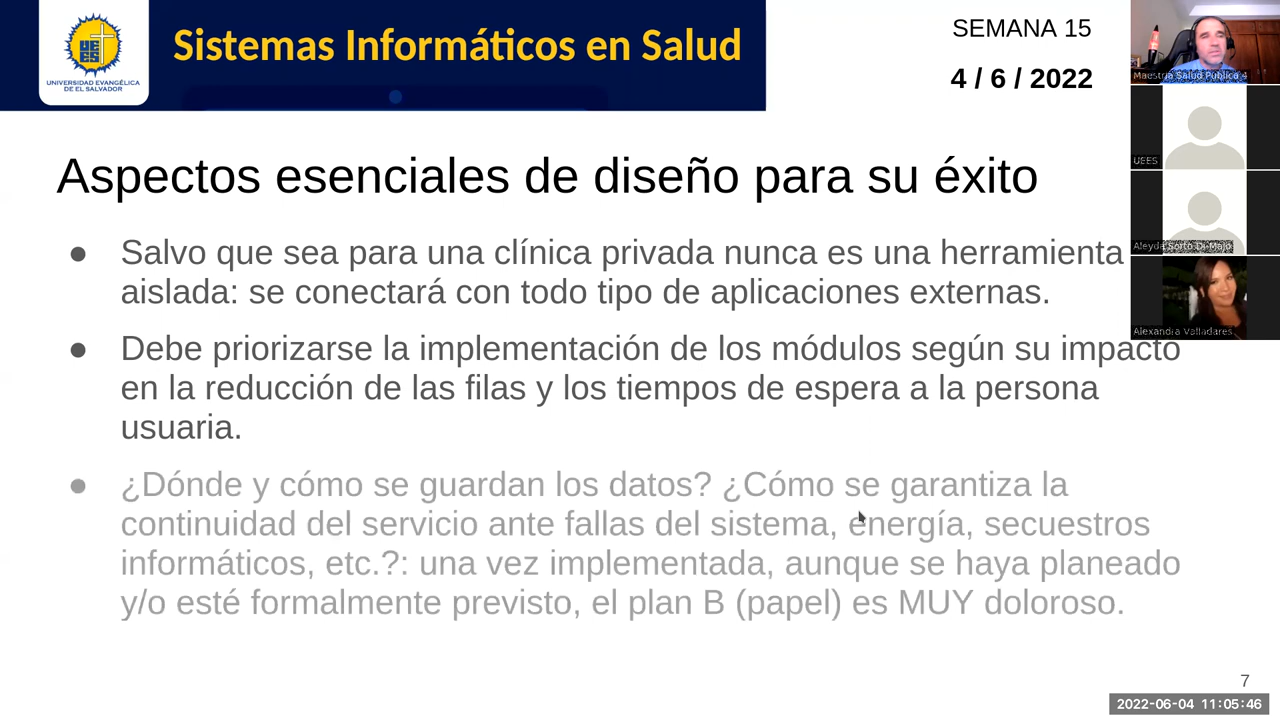 Sistemas Informáticos en Salud
UNIVERSIDAD EVANGÉLICA
DE EL SALVADOR
SEMANA 15
4 / 6 / 2022
Maestría Salud Pública 4
UEES
Aleyda Sorto Di Majo
Alexandra Valladares
Aspectos esenciales de diseño para su éxito
● Salvo que sea para una clínica privada nunca es una herramienta
aislada: se conectará con todo tipo de aplicaciones externas.
● Debe priorizarse la implementación de los módulos según su impacto
en la reducción de las filas y los tiempos de espera a la persona
usuaria.
● ¿Dónde y cómo se guardan los datos? ¿Cómo se garantiza la
continuidad del servicio ante fallas del sistema, energía, secuestros
informáticos, etc.?: una vez implementada, aunque se haya planeado
y/o esté formalmente previsto, el plan B (papel) es MUY doloroso.
7
2022-06-04 11:05:46